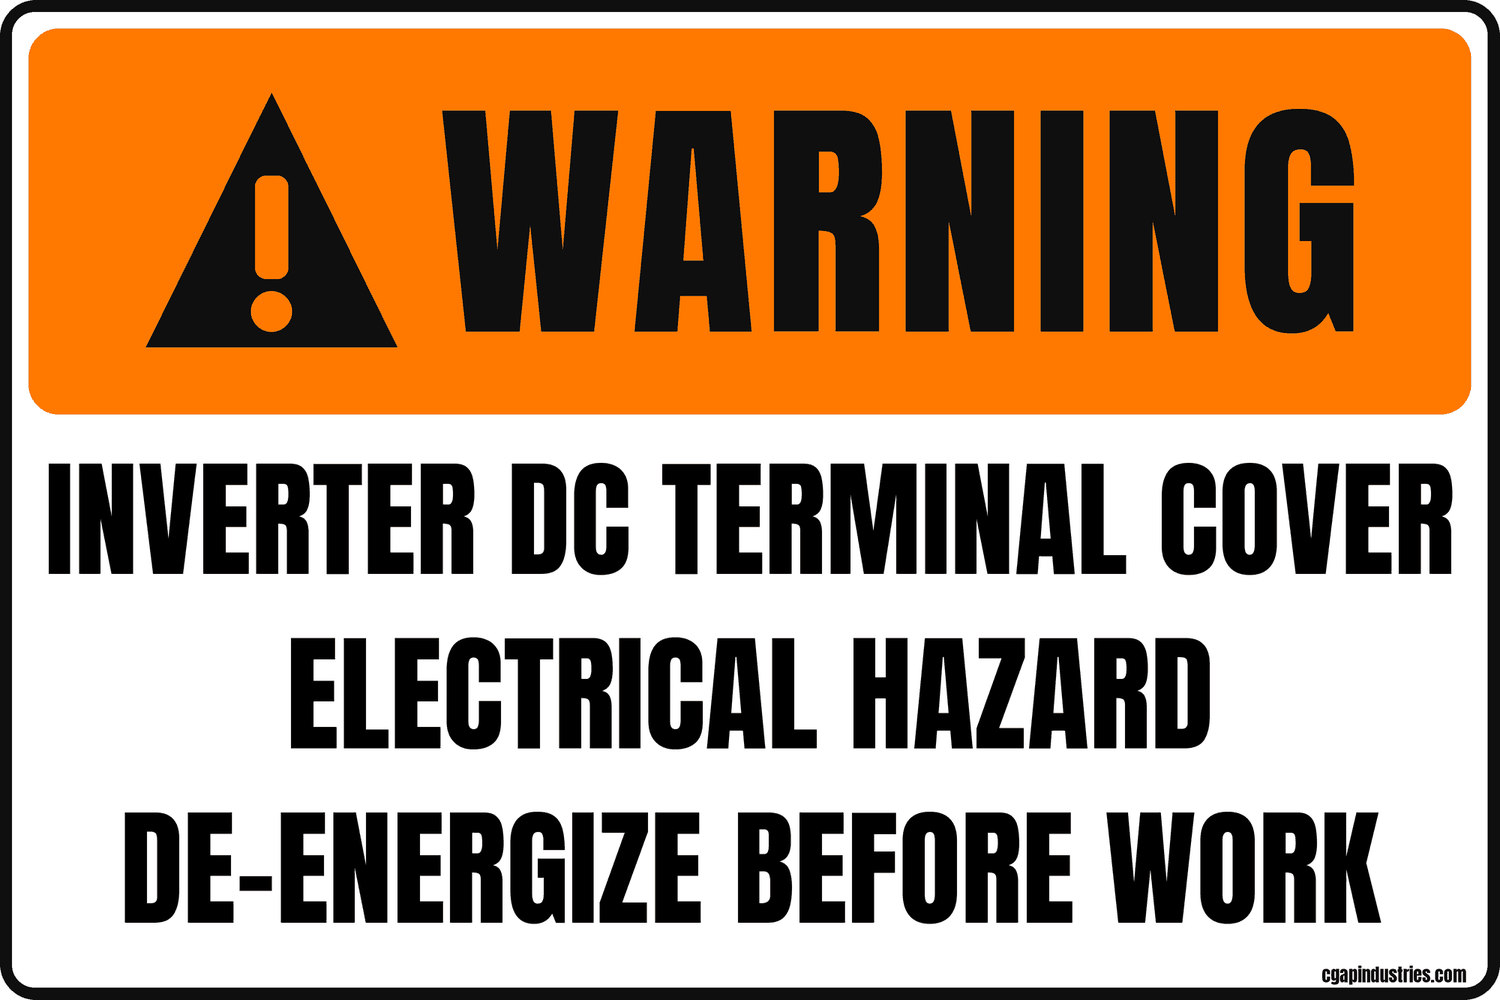 WARNING
INVERTER DC TERMINAL COVER
ELECTRICAL HAZARD
DE-ENERGIZE BEFORE WORK
cgapindustries.com